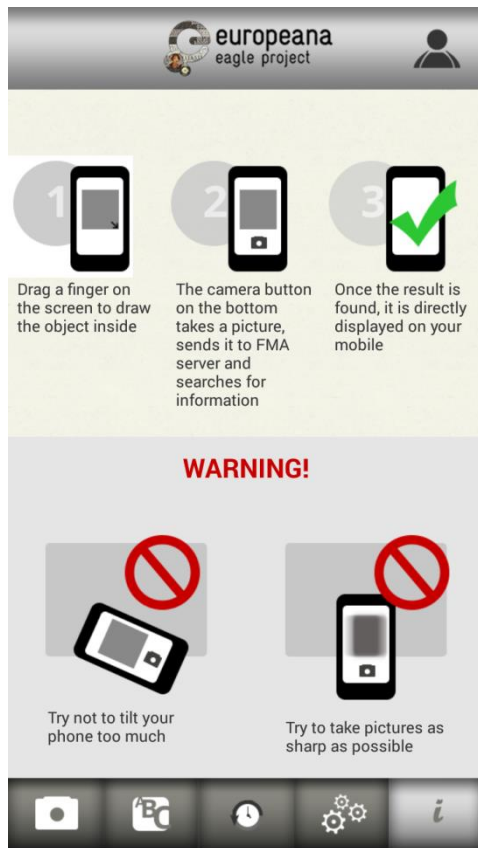 europeana
eagle project
1
2
3
Drag a finger on
the screen to draw
the object inside
The camera button
on the bottom
takes a picture,
sends it to FMA
server and
searches for
information
Once the result is
found, it is directly
displayed on your
mobile
WARNING!
Try not to tilt your
phone too much
Try to take pictures as
sharp as possible
ABC
i